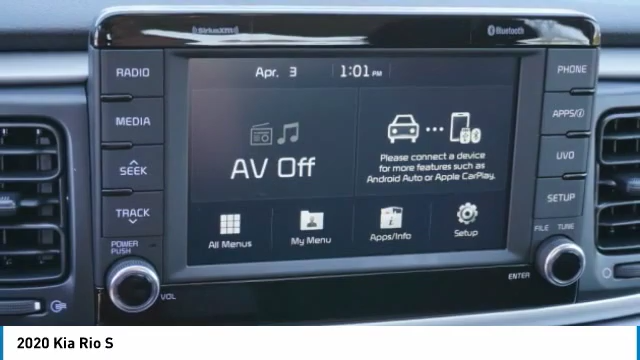 ((SiriusXM))
Bluetooth
RADIO
MEDIA
SEEK
TRACK
POWER
PUSH
VOL
Apr. 3 1:01 PM
AV Off
Please connect a device
for more features such as
Android Auto or Apple CarPlay.
All Menus
My Menu
Apps/Info
Setup
PHONE
APPS/i
UVO
SETUP
FILE TUNE
ENTER
2020 Kia Rio S